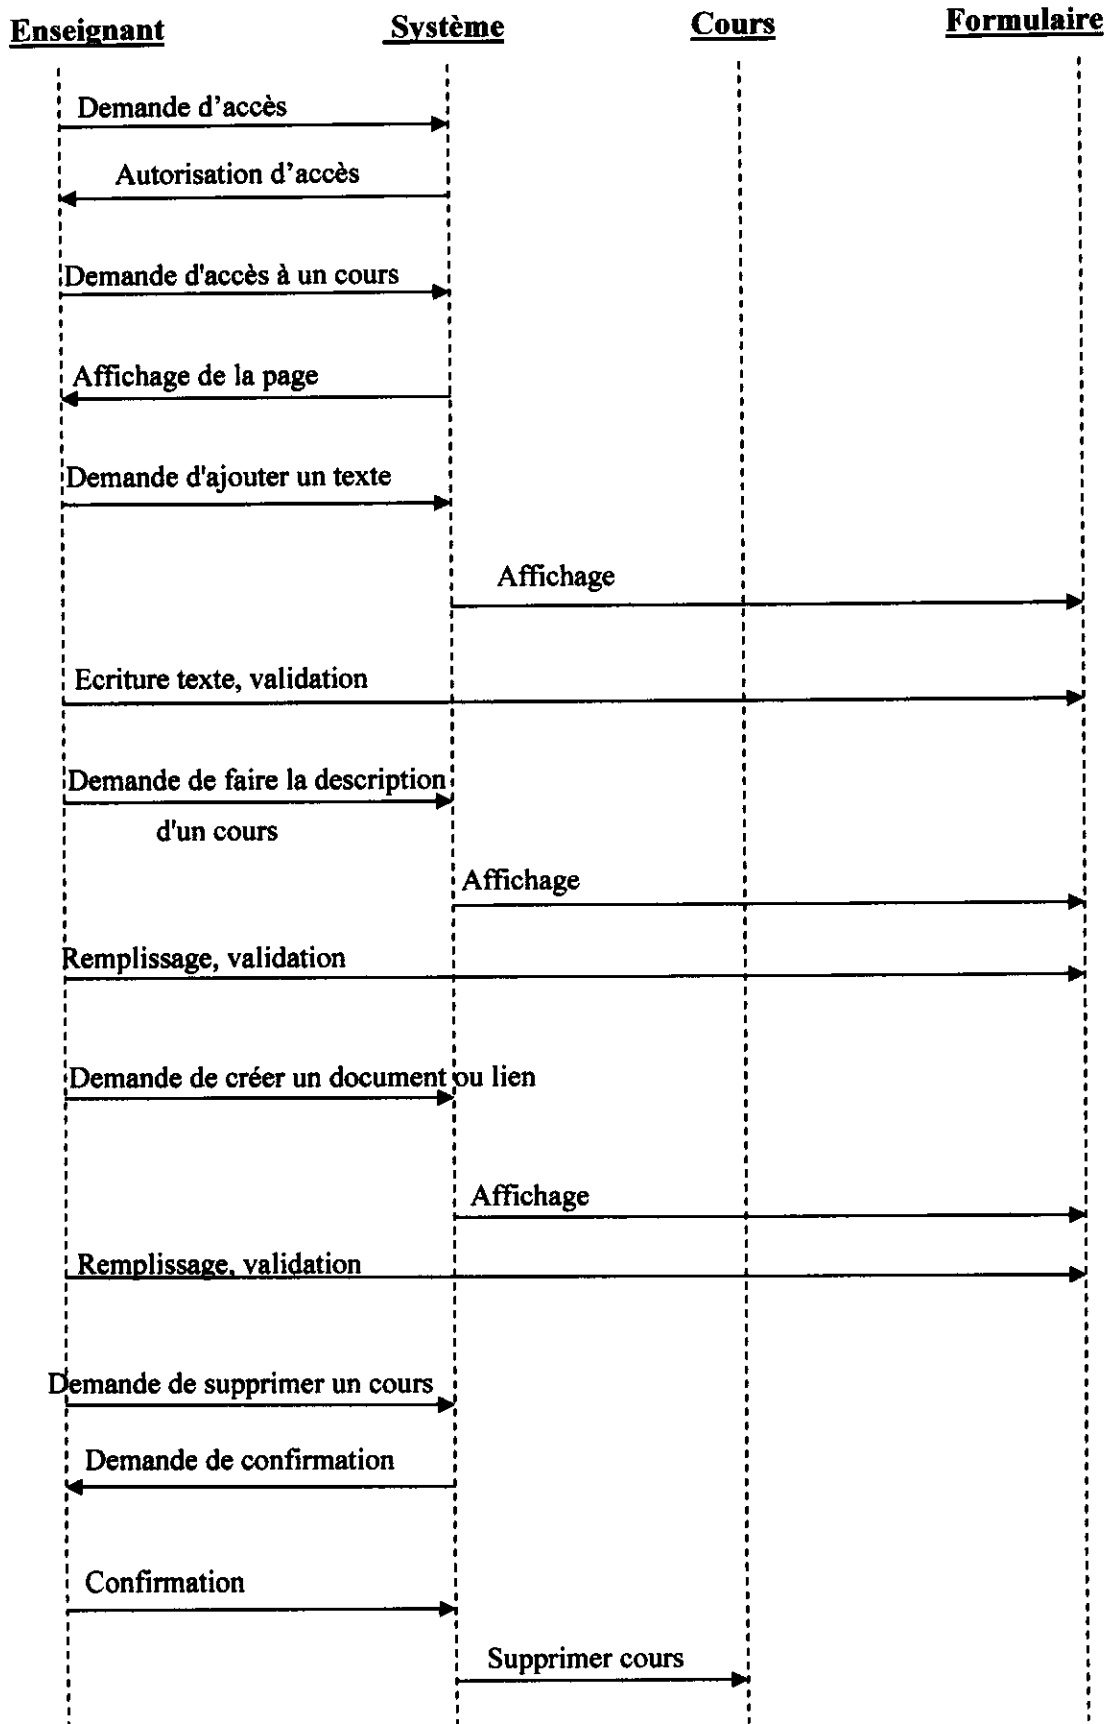 Enseignant Système Cours Formulaire
Demande d’accès
Autorisation d’accès
Demande d'accès à un cours
Affichage de la page
Demande d'ajouter un texte
Affichage
Ecriture texte, validation
Demande de faire la description
d'un cours
Affichage
Remplissage, validation
Demande de créer un document ou lien
Affichage
Remplissage, validation
Demande de supprimer un cours
Demande de confirmation
Confirmation
Supprimer cours